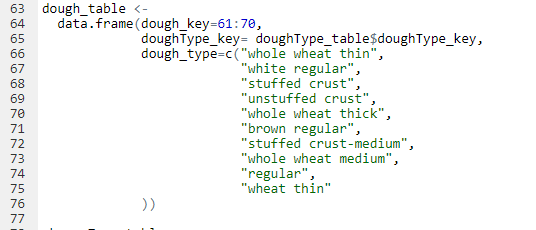 63 dough_table <-
64 data.frame(dough_key=61:70,
65 doughType_key= doughType_table$doughType_key,
66 dough_type=c("whole wheat thin",
67 "white regular",
68 "stuffed crust",
69 "unstuffed crust",
70 "whole wheat thick",
71 "brown regular",
72 "stuffed crust-medium",
73 "whole wheat medium",
74 "regular",
75 "wheat thin"
76 ))
77